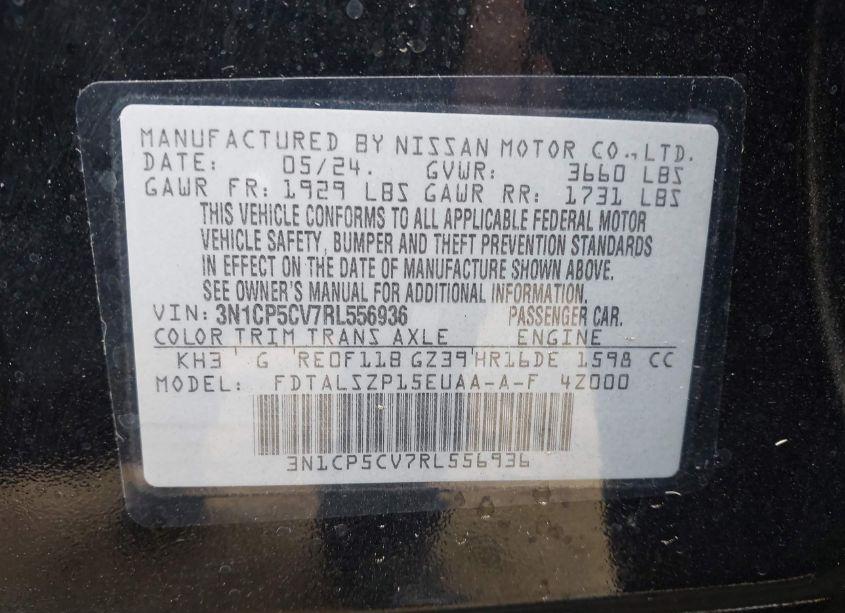 MANUFACTURED BY NISSAN MOTOR CO.,LTD.
DATE: 05/24. GVWR: 3660 LBS
GAWR FR: 1929 LBS GAWR RR: 1731 LBS
THIS VEHICLE CONFORMS TO ALL APPLICABLE FEDERAL MOTOR
VEHICLE SAFETY, BUMPER AND THEFT PREVENTION STANDARDS
IN EFFECT ON THE DATE OF MANUFACTURE SHOWN ABOVE.
SEE OWNER'S MANUAL FOR ADDITIONAL INFORMATION.
VIN: 3N1CP5CV7RL556936 PASSENGER CAR.
COLOR TRIM TRANS AXLE ENGINE
KH3 G RE0F11B GZ39 HR16DE 1598 CC
MODEL: FDTALSZP15EUAA-A-F 4Z000
3N1CP5CV7RL556936